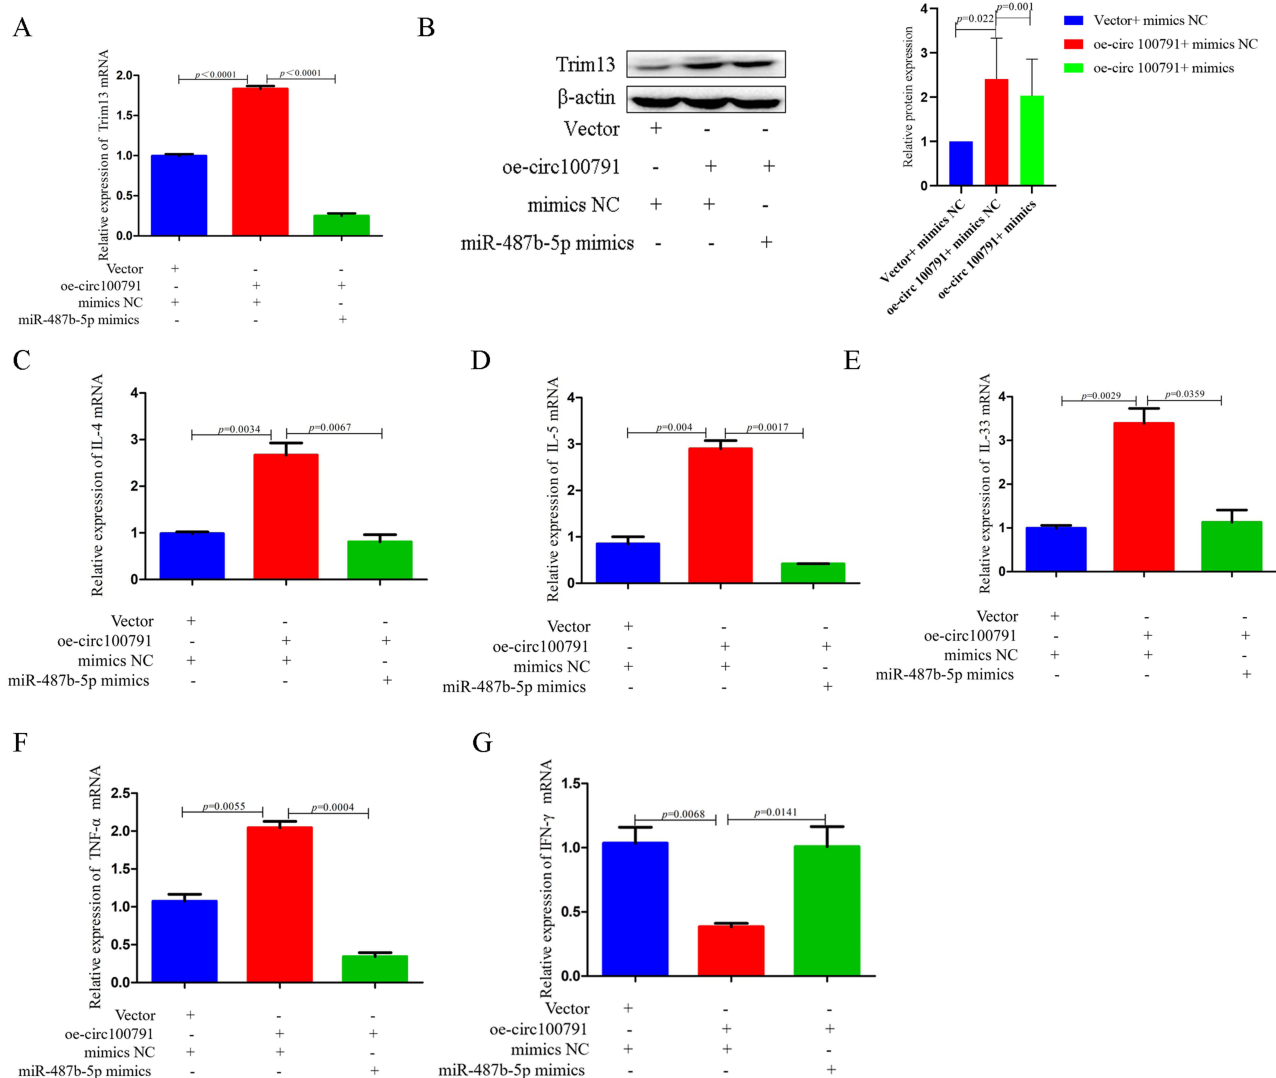 A
Relative expression of Trim13 mRNA
2.0
1.5
1.0
0.5
0.0
p<0.0001
p<0.0001
Vector + - -
oe-circ100791 - + +
mimics NC + + -
miR-487b-5p mimics - - +
B
Trim13
β-actin
Vector + - -
oe-circ100791 - + +
mimics NC + + -
miR-487b-5p mimics - - +
Relative protein expression
4
3
2
1
0
p=0.022
p=0.001
Vector+ mimics NC
oe-circ 100791+ mimics NC
oe-circ 100791+ mimics
Vector+ mimics NC
oe-circ 100791+ mimics NC
oe-circ 100791+ mimics
C
Relative expression of IL-4 mRNA
4
3
2
1
0
p=0.0034
p=0.0067
Vector + - -
oe-circ100791 - + +
mimics NC + + -
miR-487b-5p mimics - - +
D
Relative expression of IL-5 mRNA
4
3
2
1
0
p=0.004
p=0.0017
Vector + - -
oe-circ100791 - + +
mimics NC + + -
miR-487b-5p mimics - - +
E
Relative expression of IL-33 mRNA
4
3
2
1
0
p=0.0029
p=0.0359
Vector + - -
oe-circ100791 - + +
mimics NC + + -
miR-487b-5p mimics - - +
F
Relative expression of TNF-α mRNA
2.5
2.0
1.5
1.0
0.5
0.0
p=0.0055
p=0.0004
Vector + - -
oe-circ100791 - + +
mimics NC + + -
miR-487b-5p mimics - - +
G
Relative expression of IFN-γ mRNA
1.5
1.0
0.5
0.0
p=0.0068
p=0.0141
Vector + - -
oe-circ100791 - + +
mimics NC + + -
miR-487b-5p mimics - - +